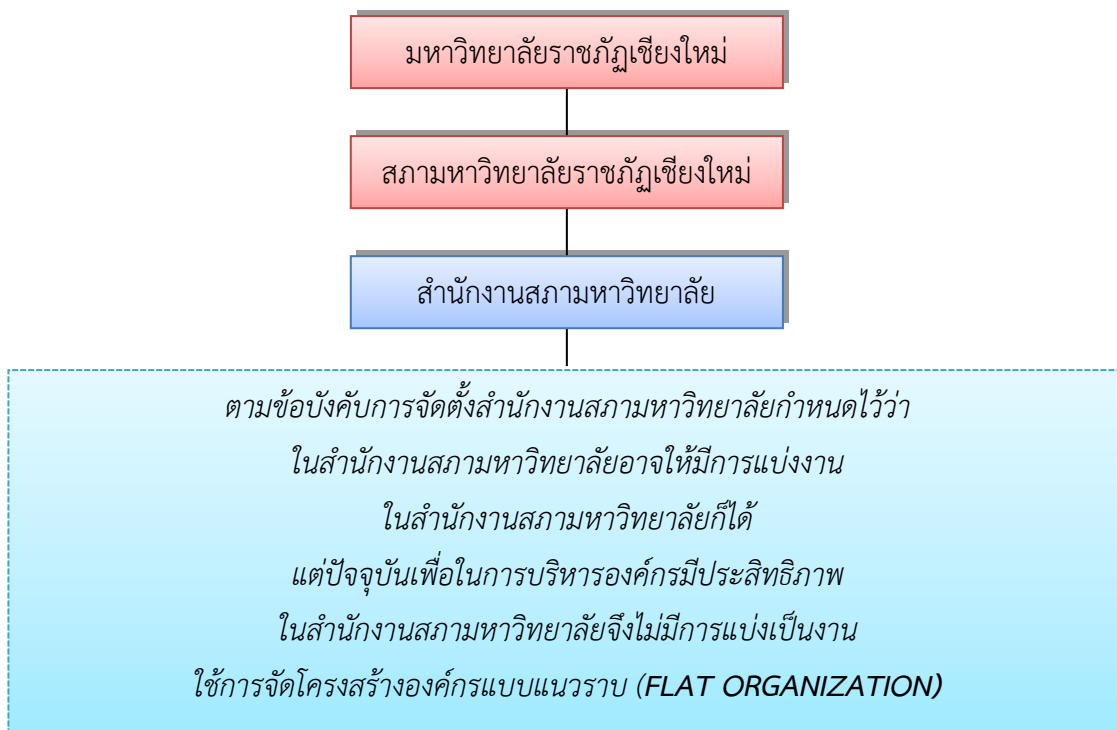 มหาวิทยาลัยราชภัฏเชียงใหม่
สภามหาวิทยาลัยราชภัฏเชียงใหม่
สำนักงานสภามหาวิทยาลัย
ตามข้อบังคับการจัดตั้งสำนักงานสภามหาวิทยาลัยกำหนดไว้ว่า
ในสำนักงานสภามหาวิทยาลัยอาจให้มีการแบ่งงาน
ในสำนักงานสภามหาวิทยาลัยก็ได้
แต่ปัจจุบันเพื่อในการบริหารองค์กรมีประสิทธิภาพ
ในสำนักงานสภามหาวิทยาลัยจึงไม่มีการแบ่งเป็นงาน
ใช้การจัดโครงสร้างองค์กรแบบแนวราบ (FLAT ORGANIZATION)